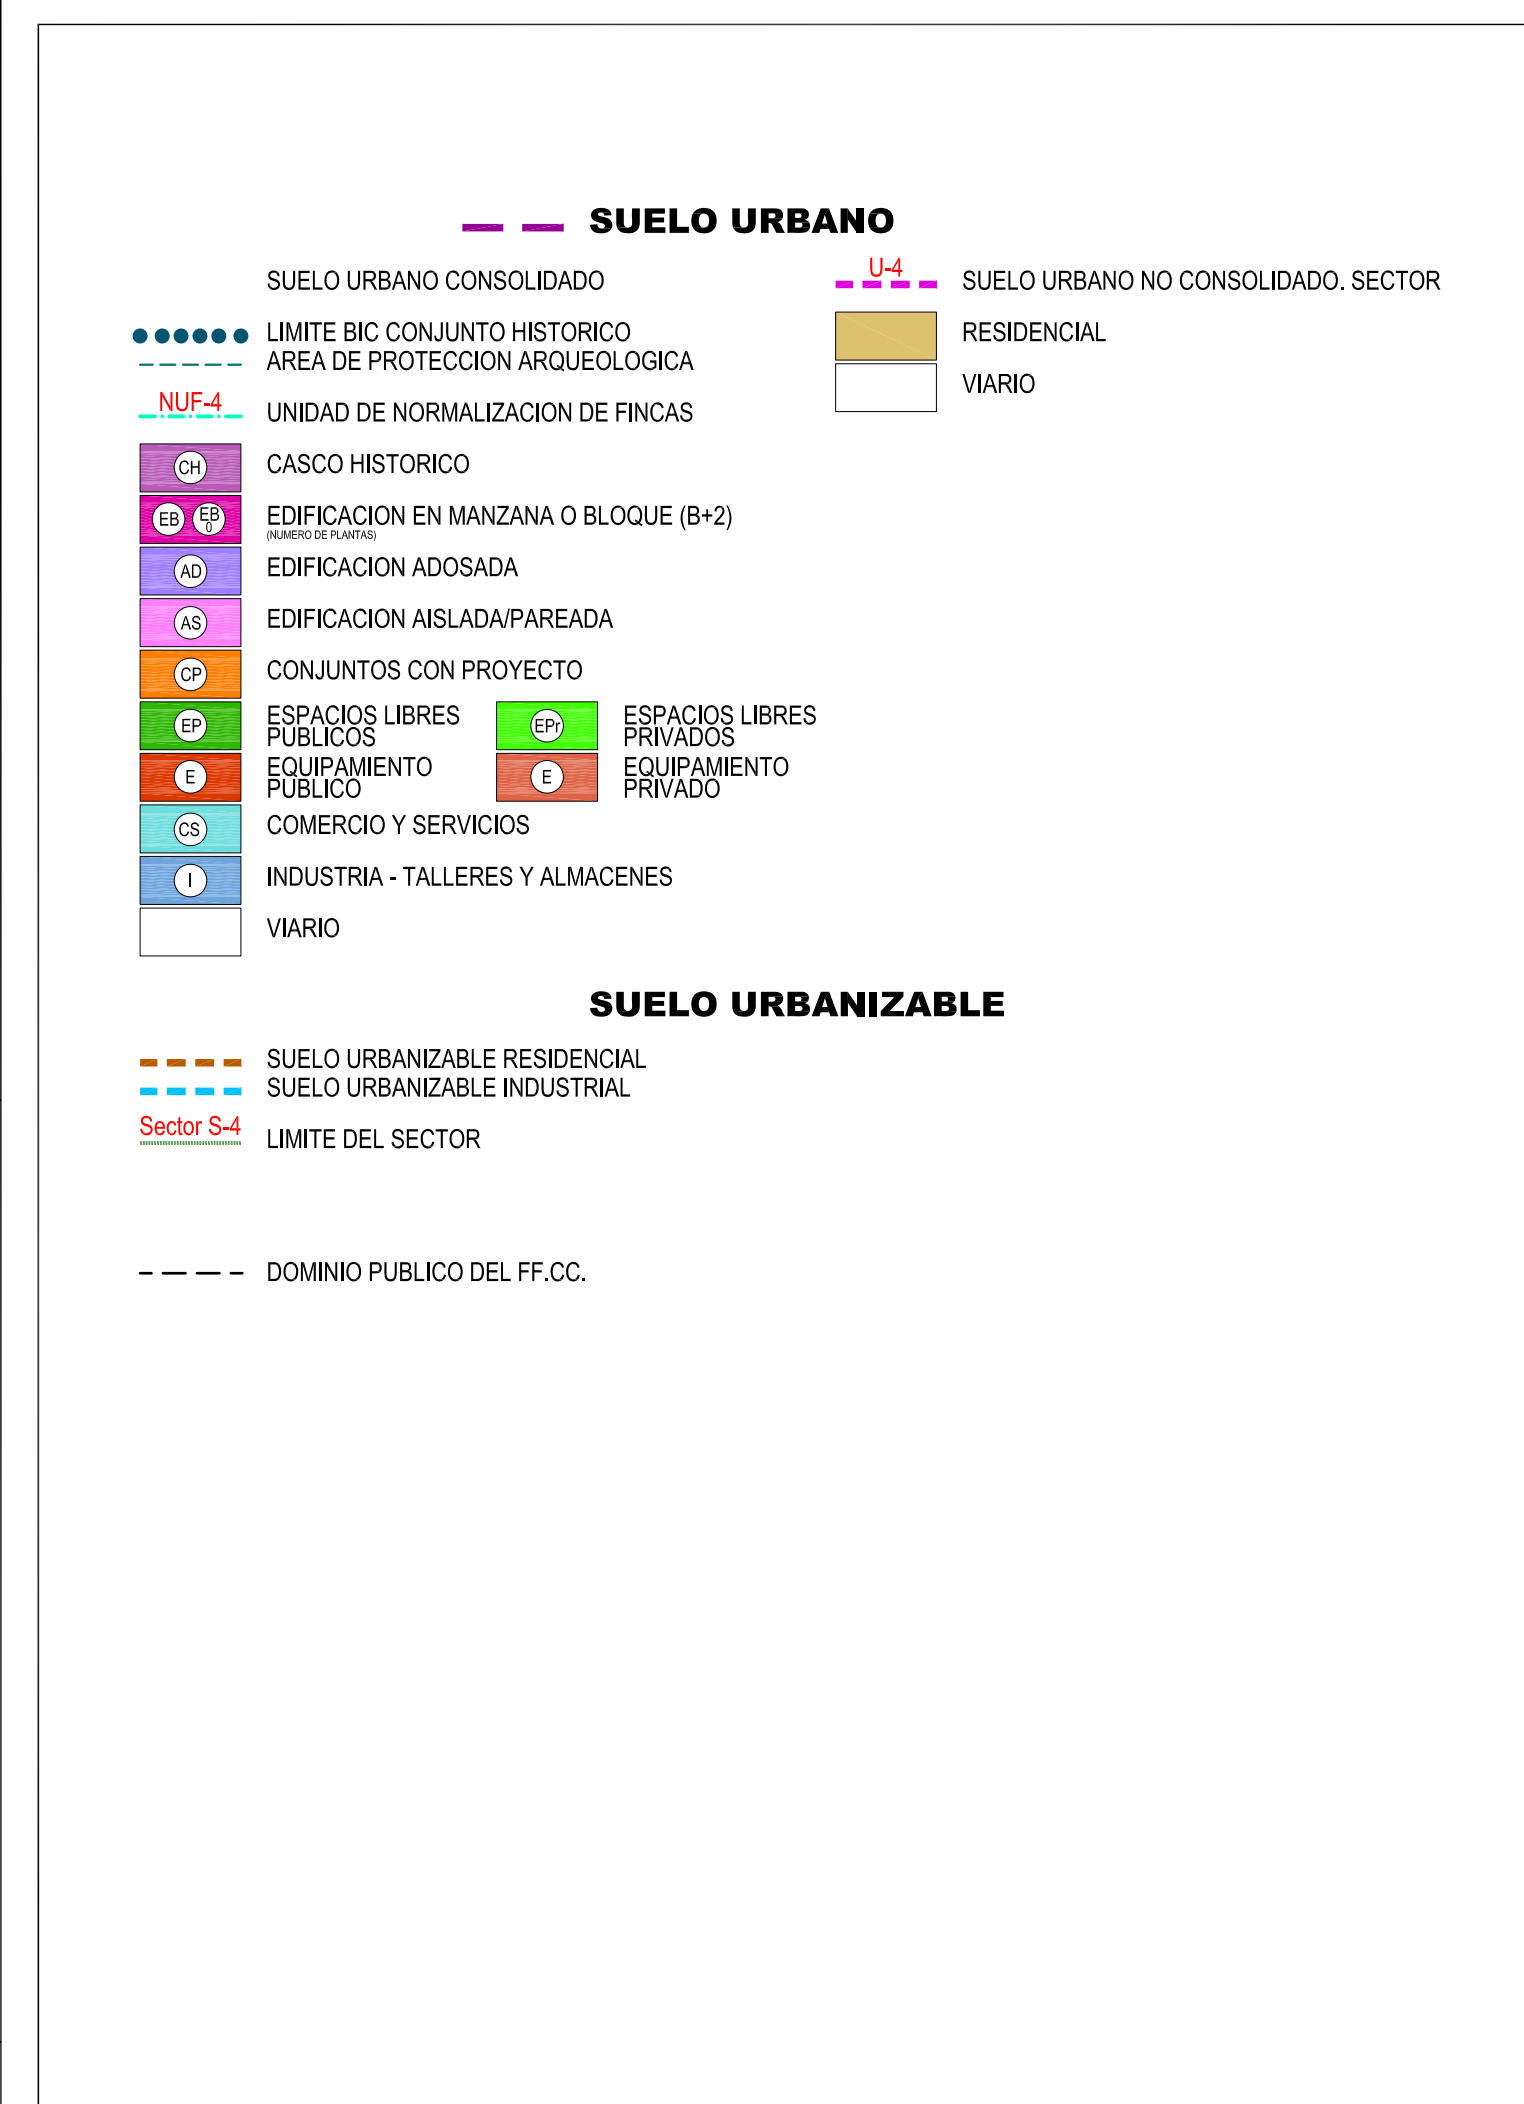 SUELO URBANO
SUELO URBANO CONSOLIDADO
LIMITE BIC CONJUNTO HISTORICO
AREA DE PROTECCION ARQUEOLOGICA
NUF-4
UNIDAD DE NORMALIZACION DE FINCAS
CH
CASCO HISTORICO
EB
EB
0
EDIFICACION EN MANZANA O BLOQUE (B+2)
(NUMERO DE PLANTAS)
AD
EDIFICACION ADOSADA
AS
EDIFICACION AISLADA/PAREADA
CP
CONJUNTOS CON PROYECTO
EP
ESPACIOS LIBRES
PUBLICOS
EPr
ESPACIOS LIBRES
PRIVADOS
E
EQUIPAMIENTO
PUBLICO
E
EQUIPAMIENTO
PRIVADO
CS
COMERCIO Y SERVICIOS
I
INDUSTRIA - TALLERES Y ALMACENES
VIARIO
U-4
SUELO URBANO NO CONSOLIDADO. SECTOR
RESIDENCIAL
VIARIO
SUELO URBANIZABLE
SUELO URBANIZABLE RESIDENCIAL
SUELO URBANIZABLE INDUSTRIAL
Sector S-4
LIMITE DEL SECTOR
DOMINIO PUBLICO DEL FF.CC.